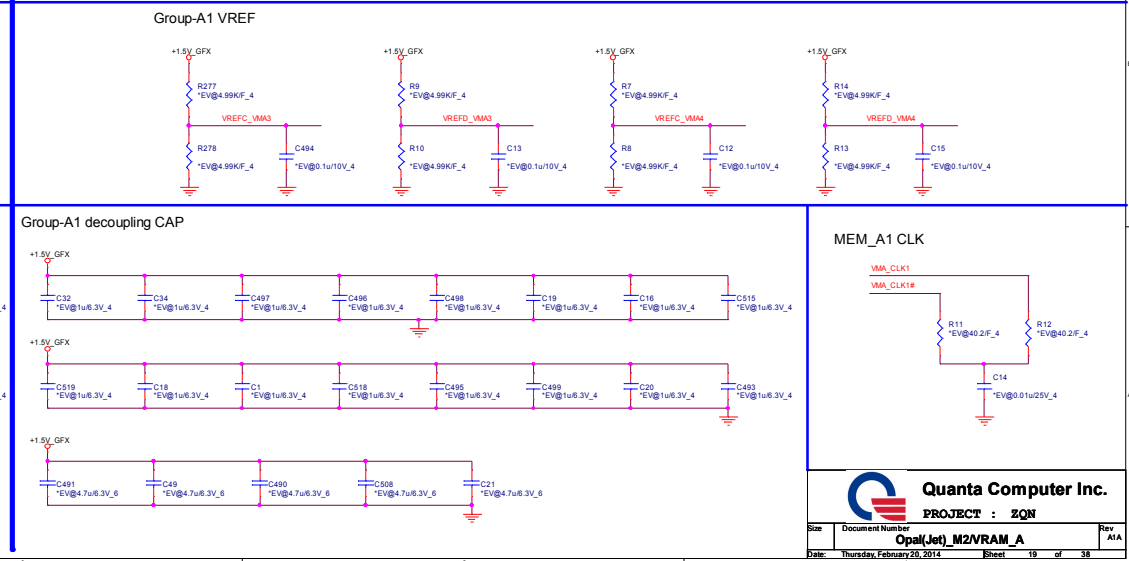 Group-A1 VREF
+1.5V_GFX +1.5V_GFX +1.5V_GFX +1.5V_GFX
R277 R9 R7 R14
*EV@4.99K/F_4 *EV@4.99K/F_4 *EV@4.99K/F_4 *EV@4.99K/F_4
VREFC_VMA3 VREFD_VMA3 VREFC_VMA4 VREFD_VMA4
R278 C494 R10 C13 R8 C12 R13 C15
*EV@4.99K/F_4 *EV@0.1u/10V_4 *EV@4.99K/F_4 *EV@0.1u/10V_4 *EV@4.99K/F_4 *EV@0.1u/10V_4 *EV@4.99K/F_4 *EV@0.1u/10V_4
Group-A1 decoupling CAP
+1.5V_GFX
C32 C34 C497 C496 C498 C19 C16 C515
*EV@1u/6.3V_4 *EV@1u/6.3V_4 *EV@1u/6.3V_4 *EV@1u/6.3V_4 *EV@1u/6.3V_4 *EV@1u/6.3V_4 *EV@1u/6.3V_4 *EV@1u/6.3V_4
+1.5V_GFX
C519 C18 C1 C518 C495 C499 C20 C493
*EV@1u/6.3V_4 *EV@1u/6.3V_4 *EV@1u/6.3V_4 *EV@1u/6.3V_4 *EV@1u/6.3V_4 *EV@1u/6.3V_4 *EV@1u/6.3V_4 *EV@1u/6.3V_4
+1.5V_GFX
C491 C49 C490 C508 C21
*EV@4.7u/6.3V_6 *EV@4.7u/6.3V_6 *EV@4.7u/6.3V_6 *EV@4.7u/6.3V_6 *EV@4.7u/6.3V_6
MEM_A1 CLK
VMA_CLK1
VMA_CLK1#
R11 R12
*EV@40.2/F_4 *EV@40.2/F_4
C14
*EV@0.01u/25V_4
Quanta Computer Inc.
PROJECT : ZQN
Size Document Number Rev
Opal(Jet)_M2/VRAM_A A1A
Date: Thursday, February 20, 2014 Sheet 19 of 38